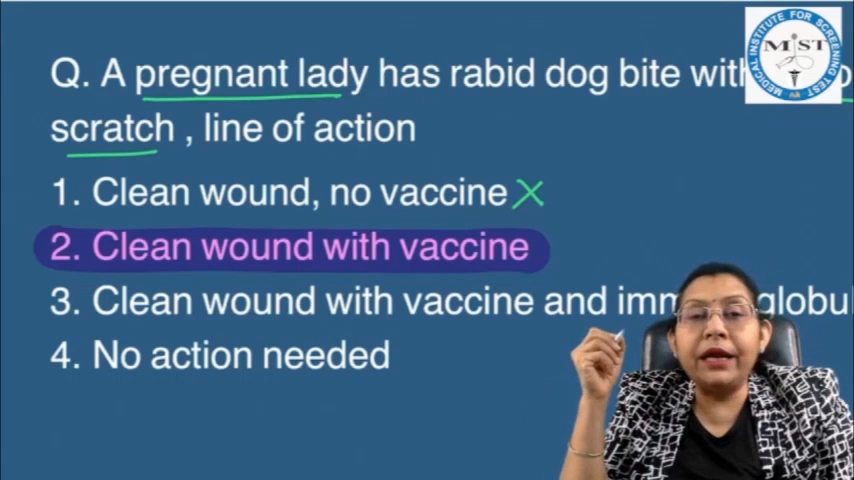 MIST
MEDICAL INSTITUTE FOR SCREENING TEST
Q. A pregnant lady has rabid dog bite with
scratch , line of action
1. Clean wound, no vaccine X
2. Clean wound with vaccine
3. Clean wound with vaccine and
4. No action needed